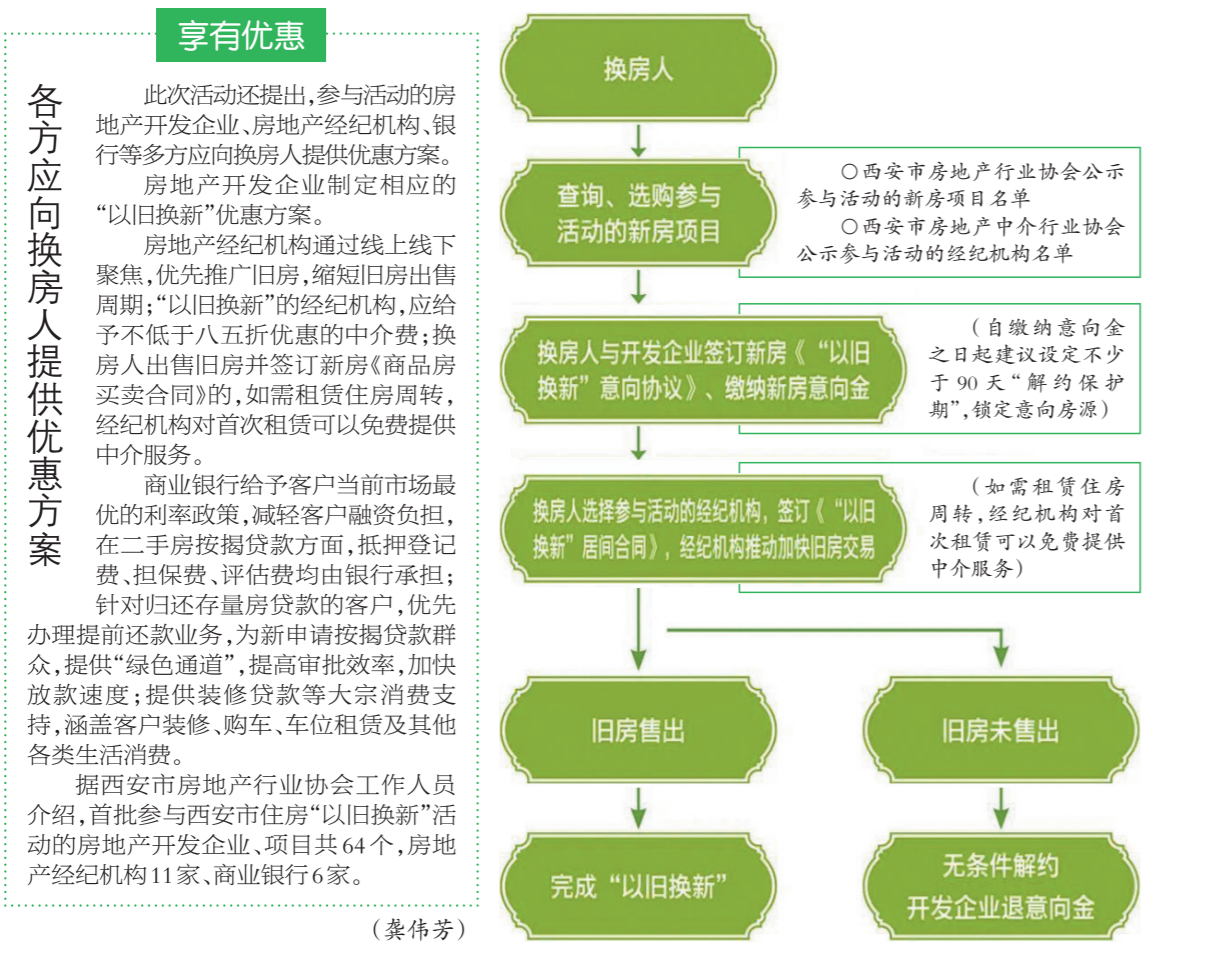 享有优惠
各方应向换房人提供优惠方案
此次活动还提出,参与活动的房
地产开发企业、房地产经纪机构、银
行等多方应向换房人提供优惠方案。
房地产开发企业制定相应的
“以旧换新”优惠方案。
房地产经纪机构通过线上线下
聚焦,优先推广旧房,缩短旧房出售
周期;“以旧换新”的经纪机构,应给
予不低于八五折优惠的中介费;换
房人出售旧房并签订新房《商品房
买卖合同》的,如需租赁住房周转,
经纪机构对首次租赁可以免费提供
中介服务。
商业银行给予客户当前市场最
优的利率政策,减轻客户融资负担,
在二手房按揭贷款方面,抵押登记
费、担保费、评估费均由银行承担;
针对归还存量房贷款的客户,优先
办理提前还款业务,为新申请按揭贷款群
众,提供“绿色通道”,提高审批效率,加快
放款速度;提供装修贷款等大宗消费支
持,涵盖客户装修、购车、车位租赁及其他
各类生活消费。
据西安市房地产行业协会工作人员
介绍,首批参与西安市住房“以旧换新”活
动的房地产开发企业、项目共64个,房地
产经纪机构11家、商业银行6家。
(龚伟芳)
换房人
查询、选购参与
活动的新房项目
○西安市房地产行业协会公示
参与活动的新房项目名单
○西安市房地产中介行业协会
公示参与活动的经纪机构名单
换房人与开发企业签订新房《“以旧
换新”意向协议》、缴纳新房意向金
(自缴纳意向金
之日起建议设定不少
于90天“解约保护
期”,锁定意向房源)
换房人选择参与活动的经纪机构,签订《“以旧
换新”居间合同》,经纪机构推动加快旧房交易
(如需租赁住房
周转,经纪机构对首
次租赁可以免费提供
中介服务)
旧房售出
旧房未售出
完成“以旧换新”
无条件解约
开发企业退意向金